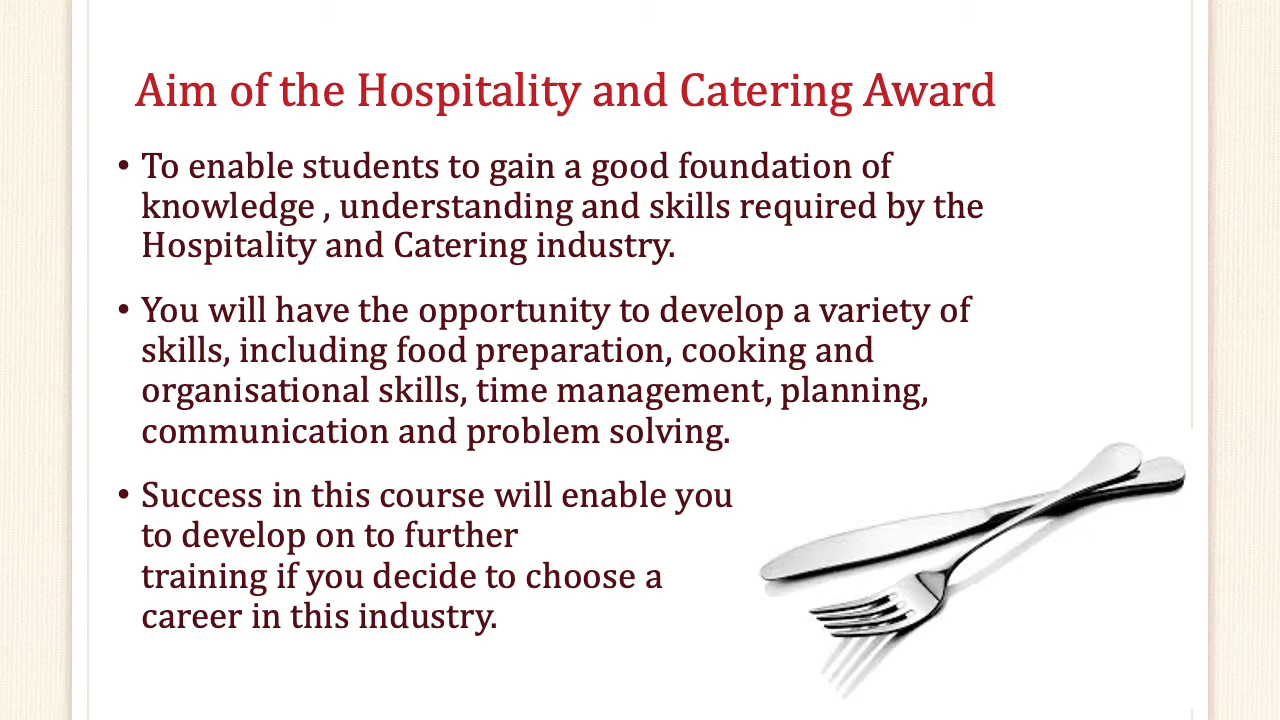 Aim of the Hospitality and Catering Award
• To enable students to gain a good foundation of
knowledge , understanding and skills required by the
Hospitality and Catering industry.
• You will have the opportunity to develop a variety of
skills, including food preparation, cooking and
organisational skills, time management, planning,
communication and problem solving.
• Success in this course will enable you
to develop on to further
training if you decide to choose a
career in this industry.